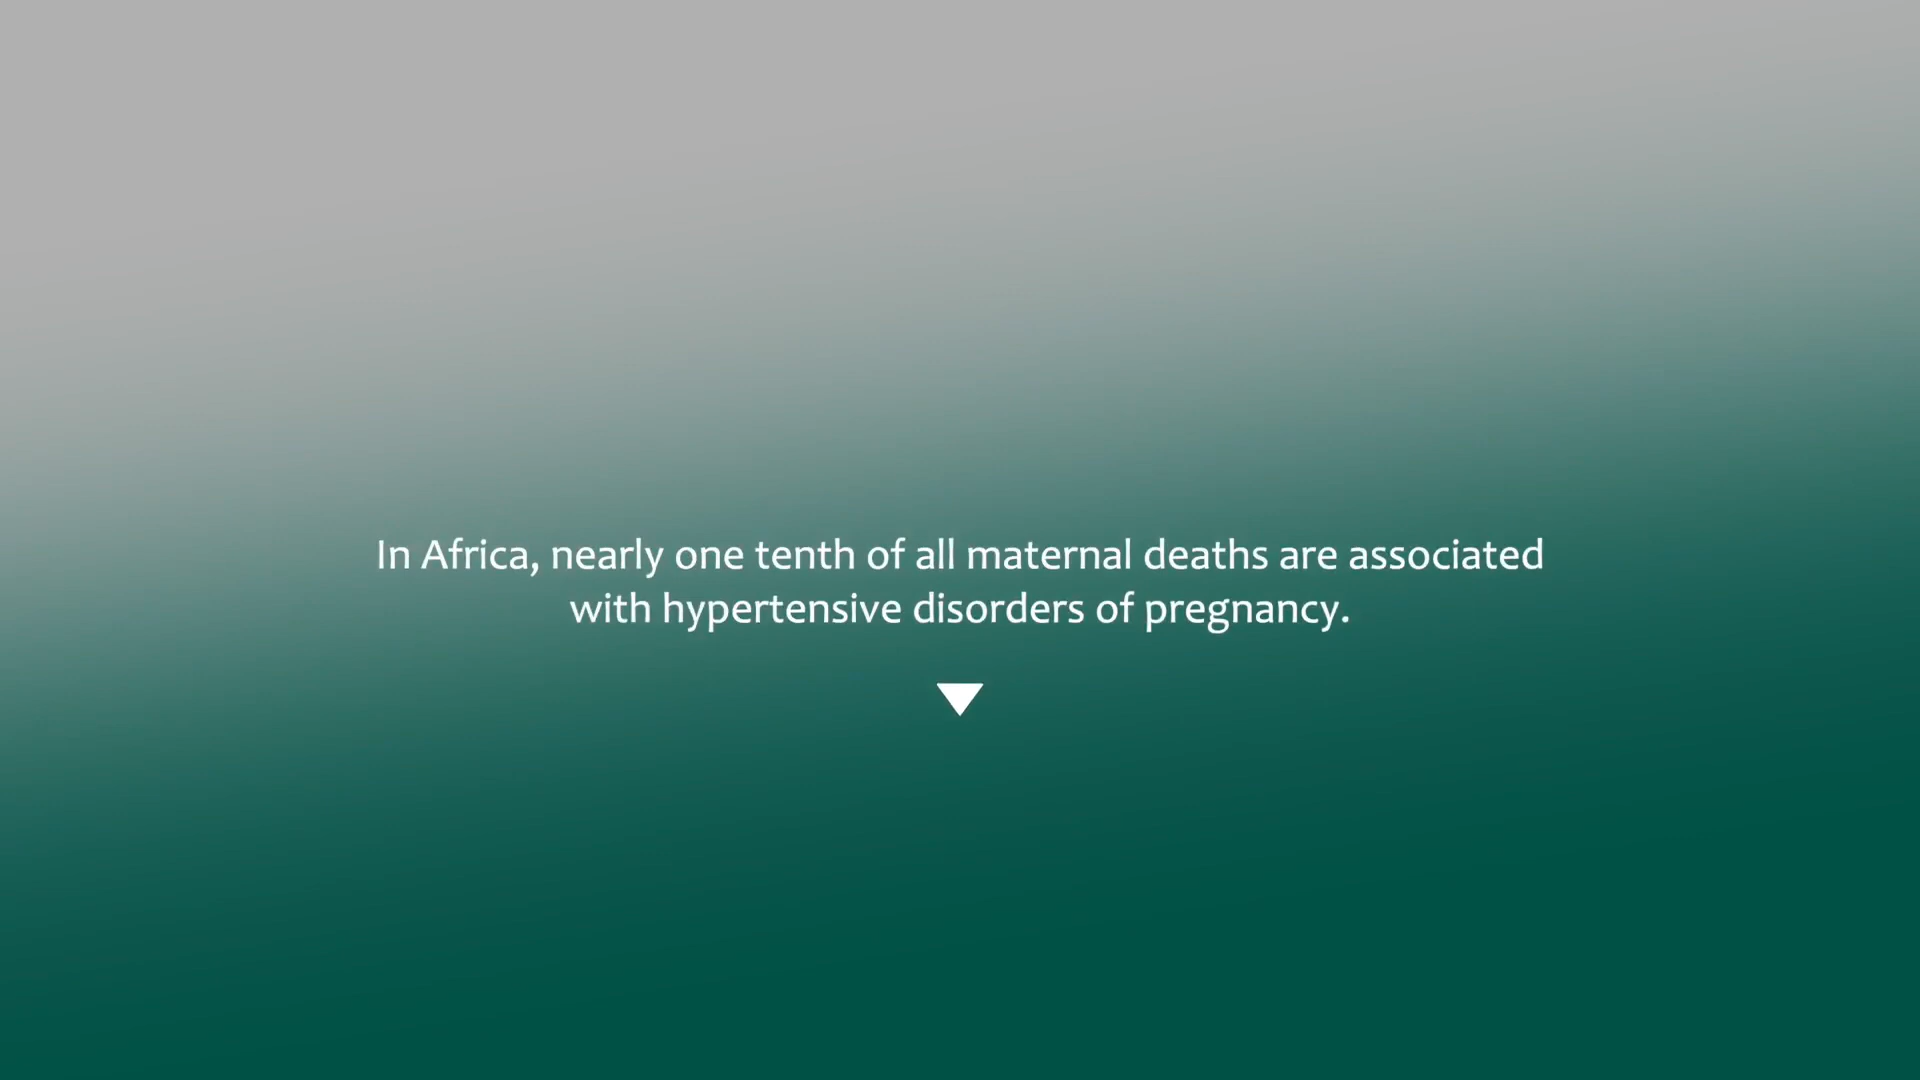 In Africa, nearly one tenth of all maternal deaths are associated
with hypertensive disorders of pregnancy.